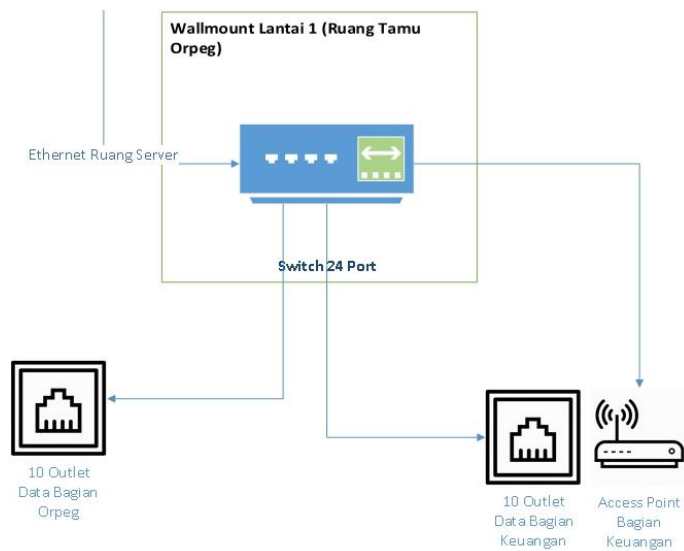 Wallmount Lantai 1 (Ruang Tamu
Orpeg)
Ethernet Ruang Server
Switch 24 Port
10 Outlet
Data Bagian
Orpeg
10 Outlet
Data Bagian
Keuangan
Access Point
Bagian
Keuangan